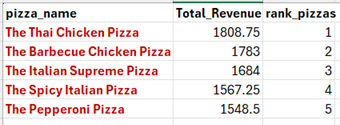 pizza_name Total_Revenue rank_pizzas
The Thai Chicken Pizza 1808.75 1
The Barbecue Chicken Pizza 1783 2
The Italian Supreme Pizza 1684 3
The Spicy Italian Pizza 1567.25 4
The Pepperoni Pizza 1548.5 5